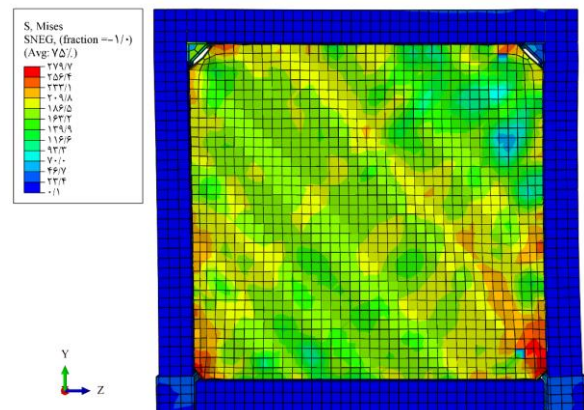 S, Mises
SNEG, (fraction =-۱/۰)
(Avg: ۷۵٪)
۲۷۹/۷
۲۵۶/۴
۲۳۳/۱
۲۰۹/۸
۱۸۶/۵
۱۶۳/۲
۱۳۹/۹
۱۱۶/۶
۹۳/۳
۷۰/۰
۴۶/۷
۲۳/۴
۰/۱
Y
Z